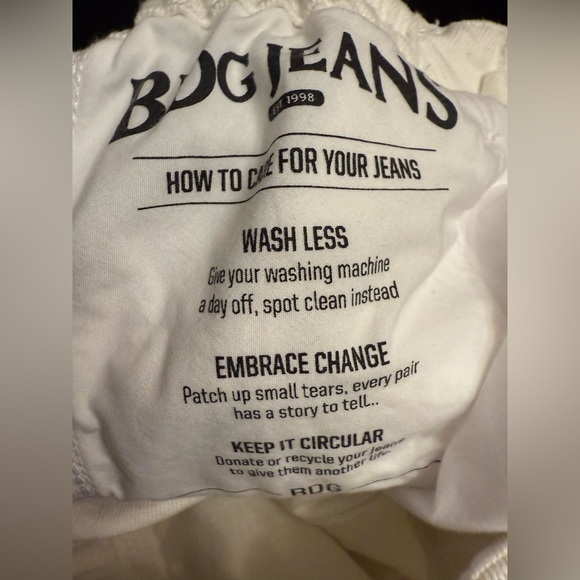 BDG JEANS
EST. 1998
HOW TO CARE FOR YOUR JEANS
WASH LESS
Give your washing machine
a day off, spot clean instead
EMBRACE CHANGE
Patch up small tears, every pair
has a story to tell..
KEEP IT CIRCULAR
Donate or recycle your jeans
to give them another life.
BDG